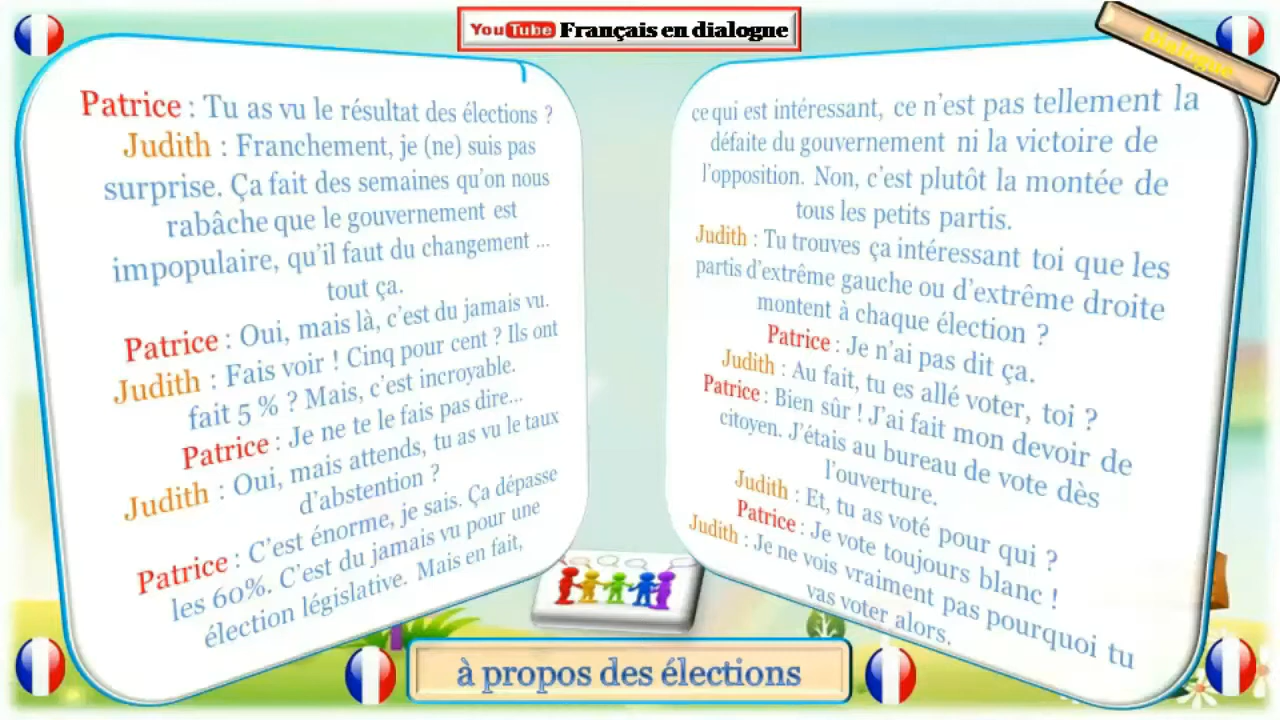 YouTube Français en dialogue
Dialogue
Patrice : Tu as vu le résultat des élections ?
Judith : Franchement, je (ne) suis pas
surprise. Ça fait des semaines qu’on nous
rabâche que le gouvernement est
impopulaire, qu’il faut du changement ...
tout ça.
Patrice : Oui, mais là, c’est du jamais vu.
Judith : Fais voir ! Cinq pour cent ? Ils ont
fait 5 % ? Mais, c’est incroyable.
Patrice : Je ne te le fais pas dire...
Judith : Oui, mais attends, tu as vu le taux
d’abstention ?
Patrice : C’est énorme, je sais. Ça dépasse
les 60%. C’est du jamais vu pour une
élection législative. Mais en fait,
ce qui est intéressant, ce n’est pas tellement la
défaite du gouvernement ni la victoire de
l’opposition. Non, c’est plutôt la montée de
tous les petits partis.
Judith : Tu trouves ça intéressant toi que les
partis d’extrême gauche ou d’extrême droite
montent à chaque élection ?
Patrice : Je n’ai pas dit ça.
Judith : Au fait, tu es allé voter, toi ?
Patrice : Bien sûr ! J’ai fait mon devoir de
citoyen. J’étais au bureau de vote dès
l’ouverture.
Judith : Et, tu as voté pour qui ?
Patrice : Je vote toujours blanc !
Judith : Je ne vois vraiment pas pourquoi tu
vas voter alors.
à propos des élections